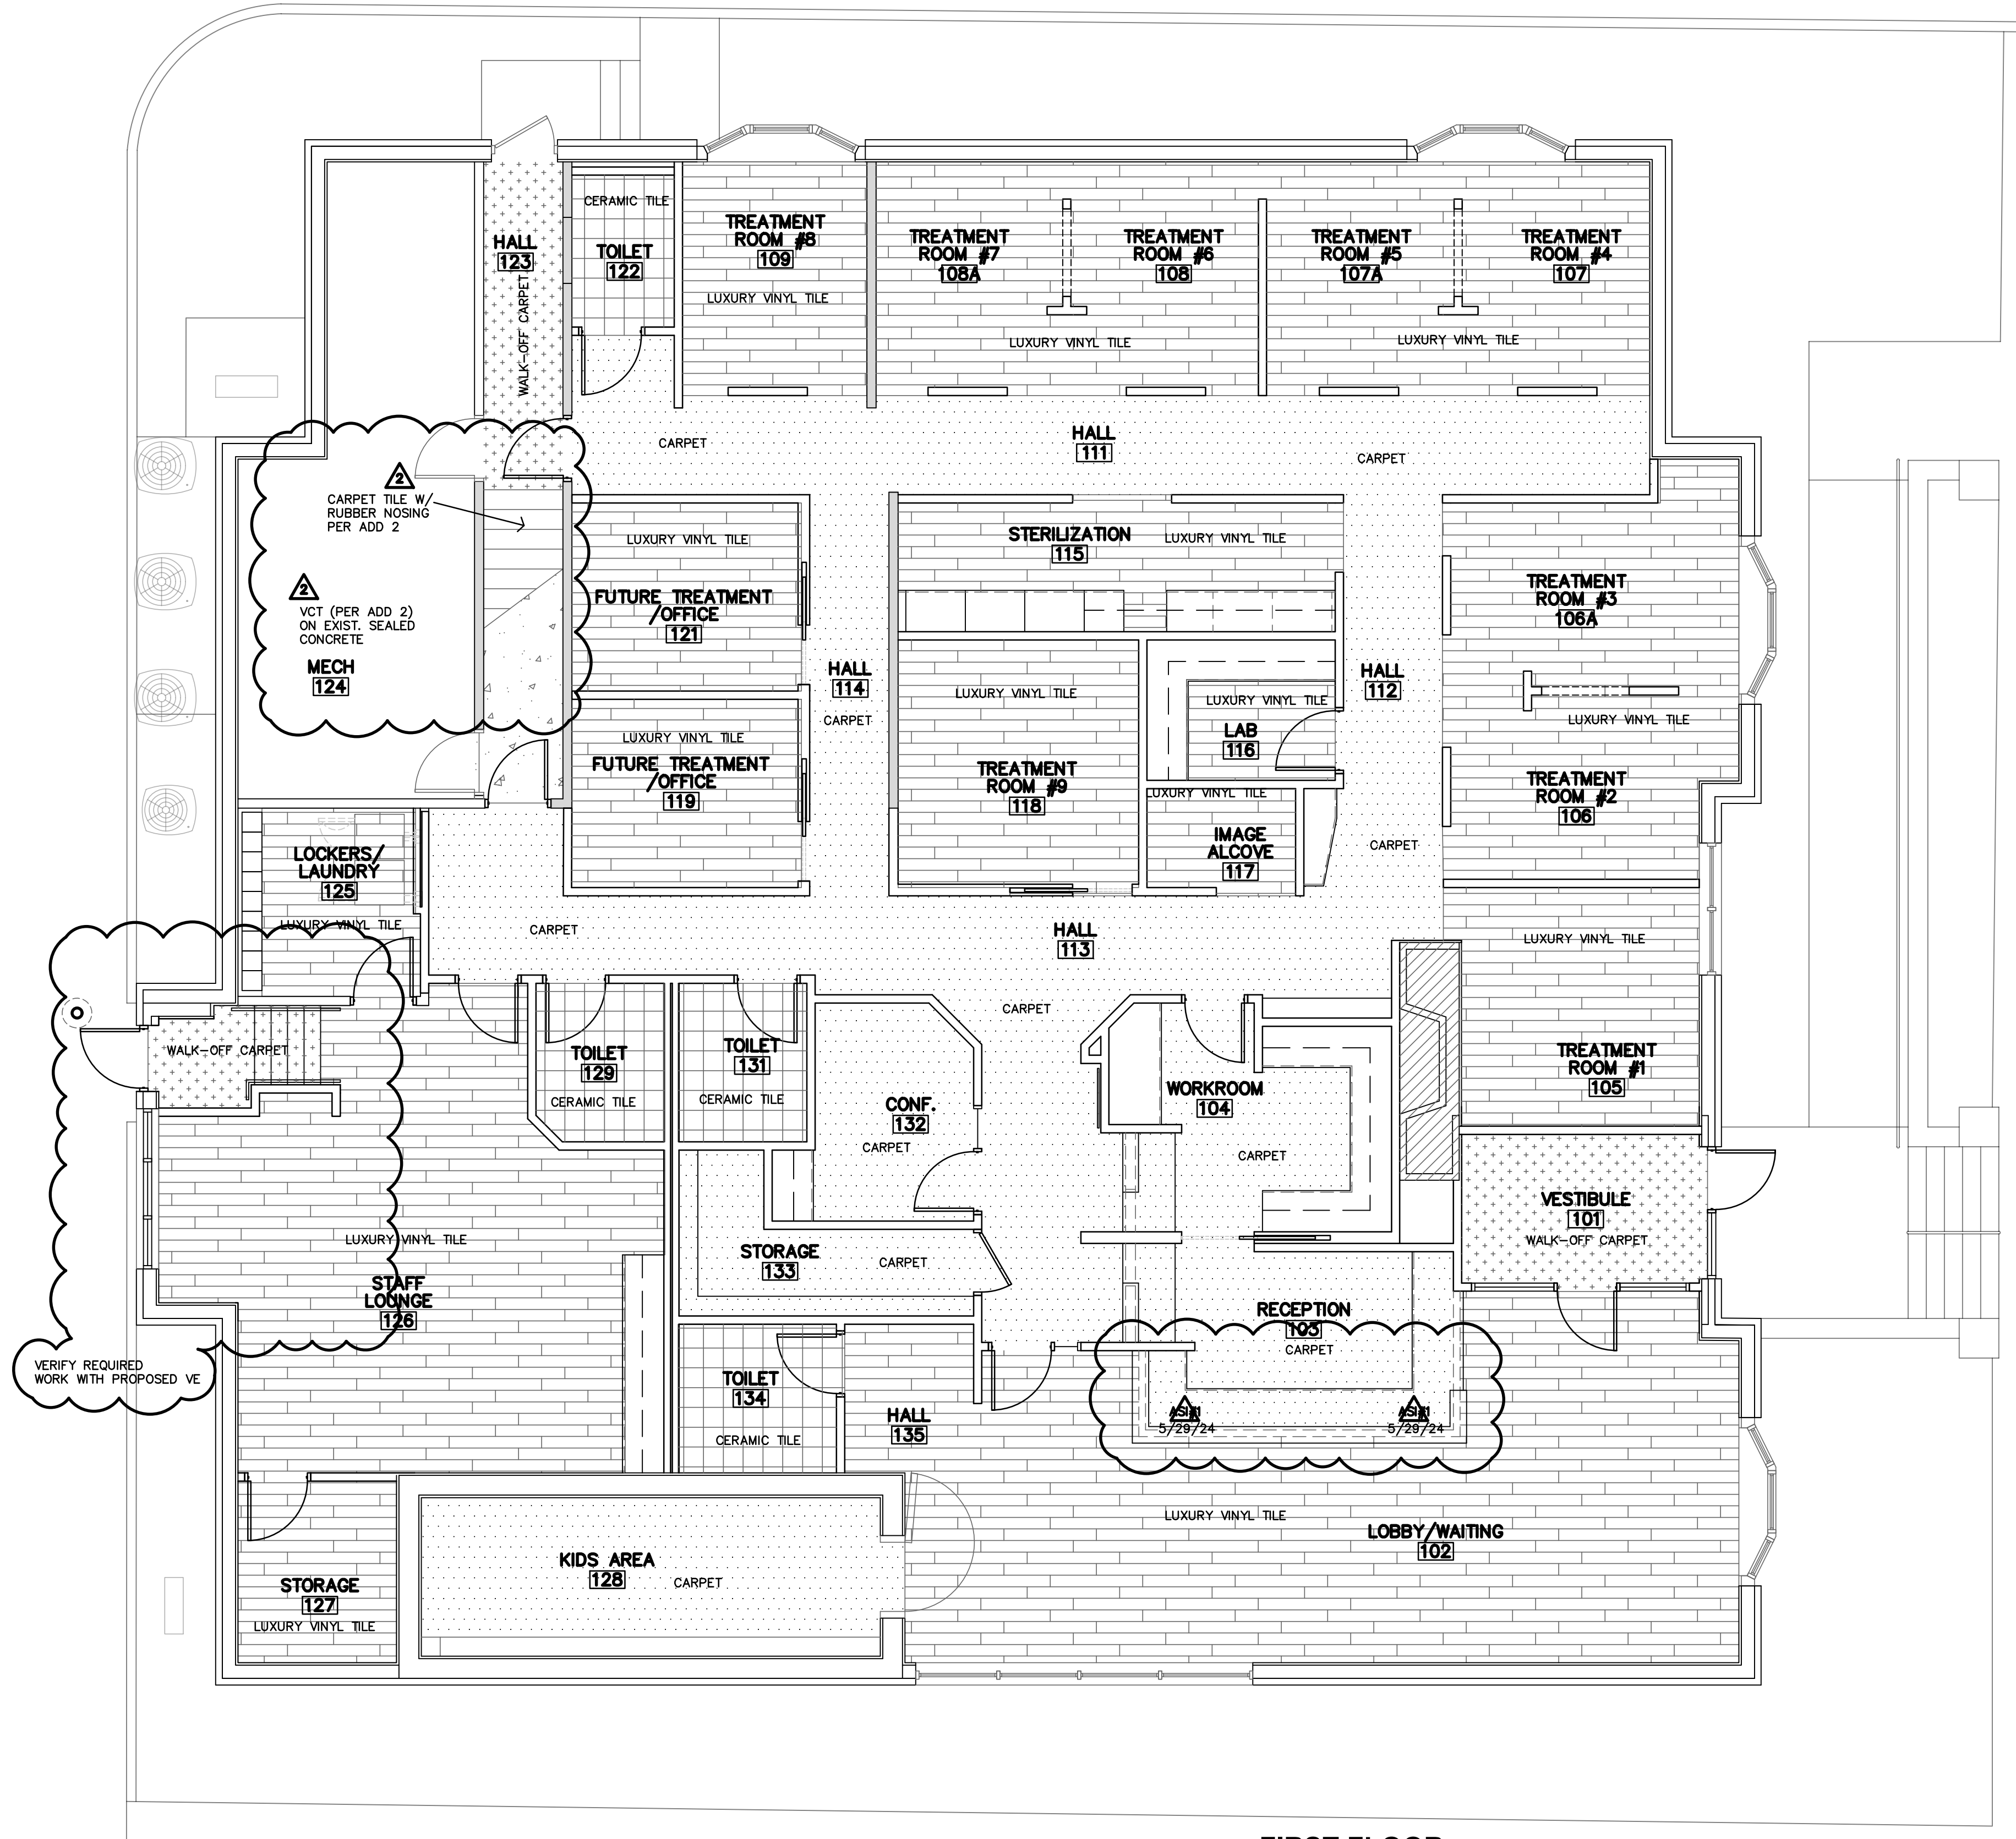 CERAMIC TILE
TREATMENT
ROOM #8
109
HALL
123
WALK-OFF CARPET
TOILET
122
LUXURY VINYL TILE
TREATMENT
ROOM #7
108A
TREATMENT
ROOM #6
108
LUXURY VINYL TILE
TREATMENT
ROOM #5
107A
TREATMENT
ROOM #4
107
LUXURY VINYL TILE
CARPET
HALL
111
CARPET
2
CARPET TILE W/
RUBBER NOSING
PER ADD 2
2
VCT (PER ADD 2)
ON EXIST. SEALED
CONCRETE
MECH
124
LUXURY VINYL TILE
FUTURE TREATMENT
/OFFICE
121
STERILIZATION
115
LUXURY VINYL TILE
TREATMENT
ROOM #3
106A
HALL
114
CARPET
LUXURY VINYL TILE
HALL
112
LUXURY VINYL TILE
LAB
116
LUXURY VINYL TILE
LUXURY VINYL TILE
FUTURE TREATMENT
/OFFICE
119
TREATMENT
ROOM #9
118
LUXURY VINYL TILE
IMAGE
ALCOVE
117
TREATMENT
ROOM #2
106
CARPET
LOCKERS/
LAUNDRY
125
LUXURY VINYL TILE
CARPET
HALL
113
LUXURY VINYL TILE
CARPET
WALK-OFF CARPET
TOILET
129
CERAMIC TILE
TOILET
131
CERAMIC TILE
CONF.
132
CARPET
WORKROOM
104
CARPET
TREATMENT
ROOM #1
105
VESTIBULE
101
WALK-OFF CARPET
LUXURY VINYL TILE
STORAGE
133
CARPET
STAFF
LOUNGE
126
RECEPTION
103
CARPET
VERIFY REQUIRED
WORK WITH PROPOSED VE
TOILET
134
CERAMIC TILE
HALL
135
ASI#1
5/29/24
ASI#1
5/29/24
LUXURY VINYL TILE
LOBBY/WAITING
102
KIDS AREA
128
CARPET
STORAGE
127
LUXURY VINYL TILE
FIRST FLOOR